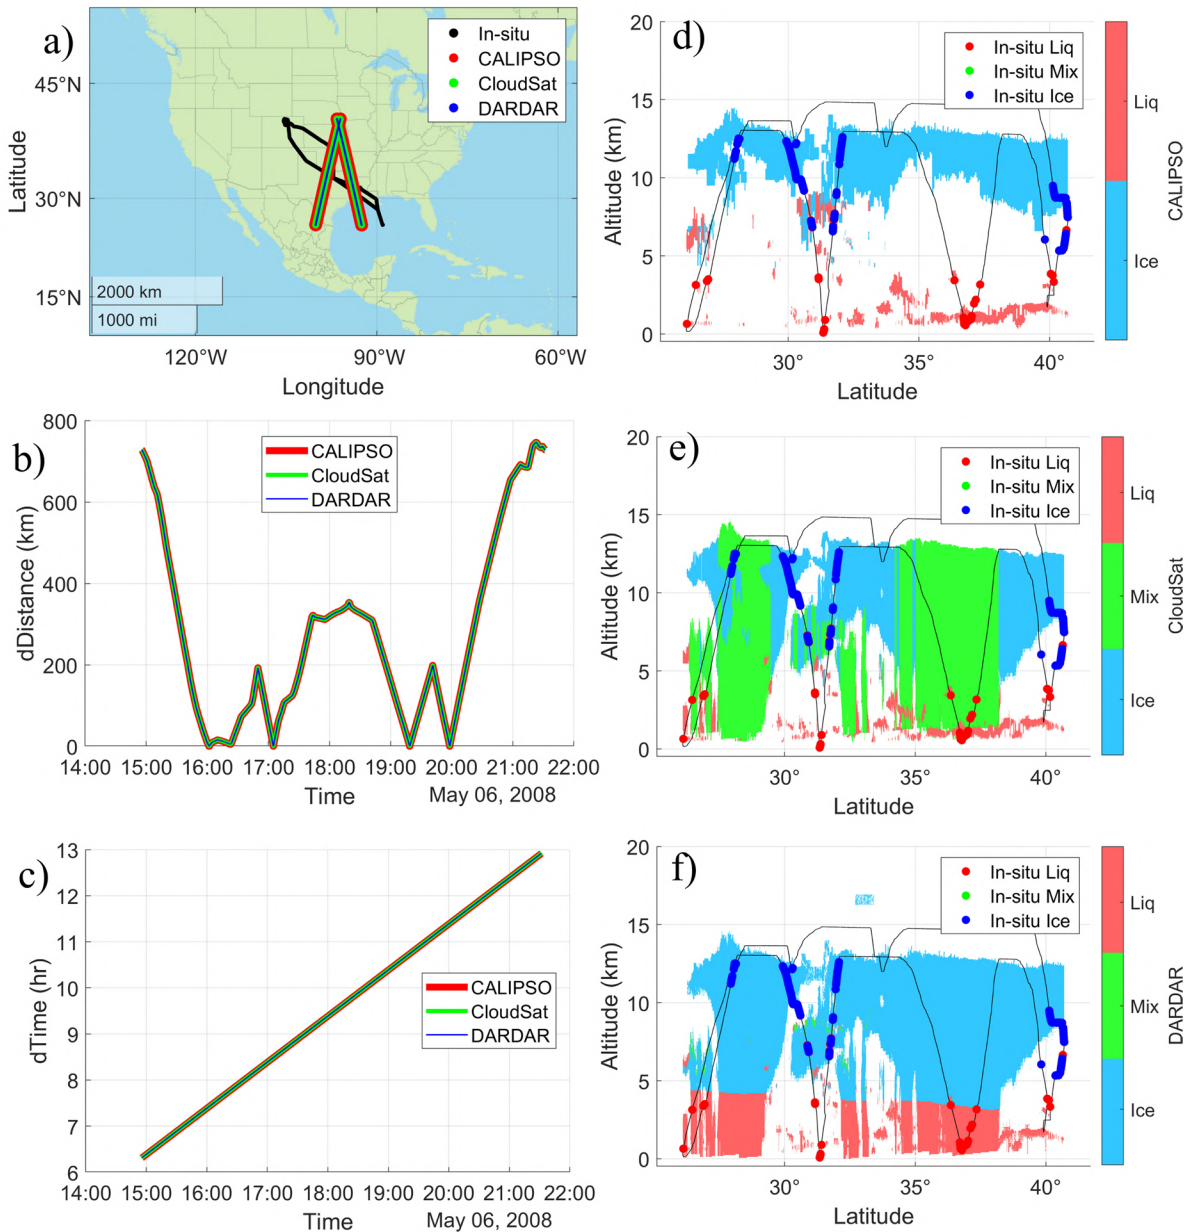 a)
In-situ
CALIPSO
CloudSat
DARDAR
45°N
30°N
15°N
Latitude
2000 km
1000 mi
120°W
90°W
60°W
Longitude
b)
CALIPSO
CloudSat
DARDAR
800
600
400
200
0
dDistance (km)
14:00 15:00 16:00 17:00 18:00 19:00 20:00 21:00 22:00
Time
May 06, 2008
c)
13
12
11
10
9
8
7
6
dTime (hr)
CALIPSO
CloudSat
DARDAR
14:00 15:00 16:00 17:00 18:00 19:00 20:00 21:00 22:00
Time
May 06, 2008
d)
In-situ Liq
In-situ Mix
In-situ Ice
20
15
10
5
0
Altitude (km)
30° 35° 40°
Latitude
Liq
Ice
CALIPSO
e)
In-situ Liq
In-situ Mix
In-situ Ice
20
15
10
5
0
Altitude (km)
30° 35° 40°
Latitude
Liq
Mix
Ice
CloudSat
f)
In-situ Liq
In-situ Mix
In-situ Ice
20
15
10
5
0
Altitude (km)
30° 35° 40°
Latitude
Liq
Mix
Ice
DARDAR